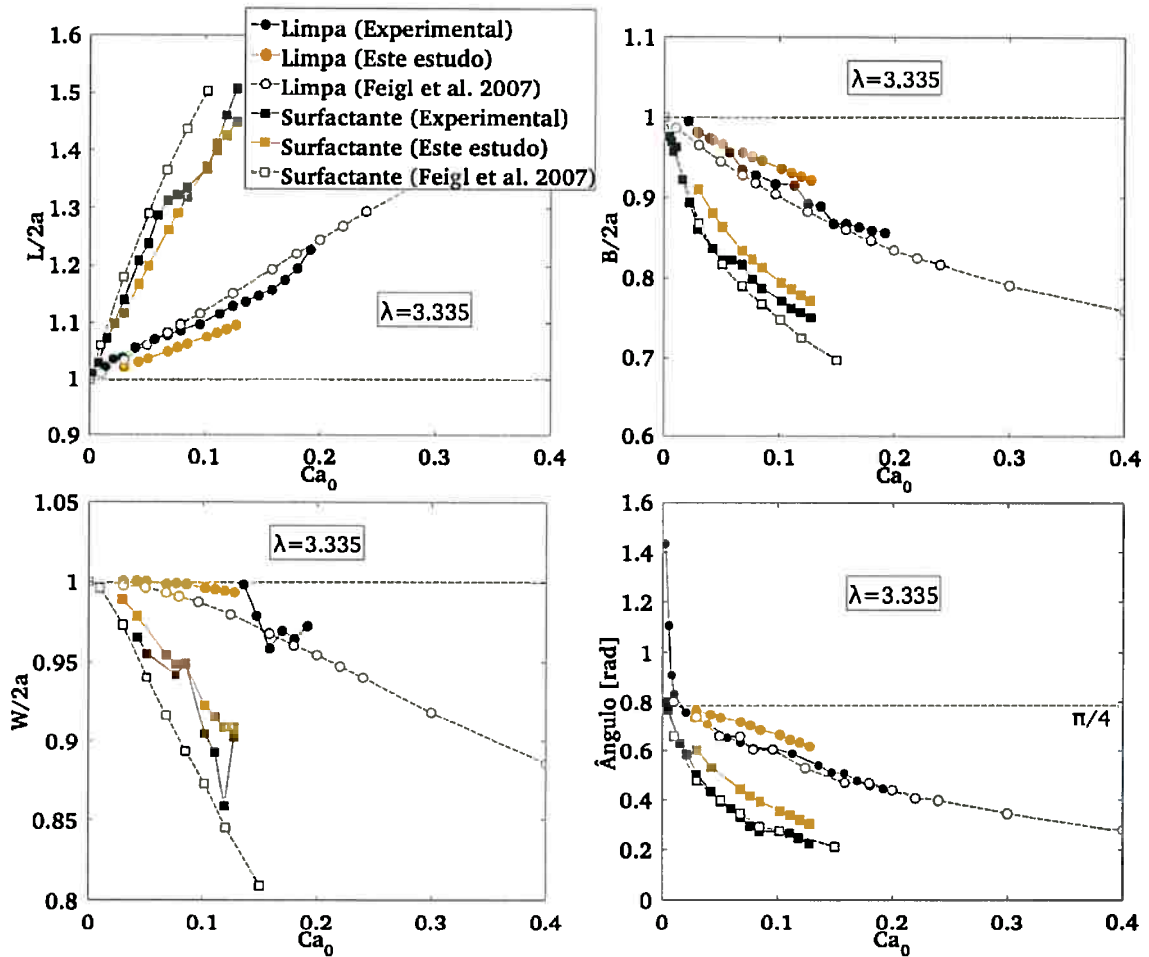 1.6
1.5
1.4
1.3
1.2
1.1
1
0.9
L/2a
0
0.1
0.2
0.3
0.4
Ca0
λ=3.335
Limpa (Experimental)
Limpa (Este estudo)
Limpa (Feigl et al. 2007)
Surfactante (Experimental)
Surfactante (Este estudo)
Surfactante (Feigl et al. 2007)
1.1
1
0.9
0.8
0.7
0.6
B/2a
λ=3.335
0
0.1
0.2
0.3
0.4
Ca0
1.05
1
0.95
0.9
0.85
0.8
W/2a
λ=3.335
0
0.1
0.2
0.3
0.4
Ca0
1.6
1.4
1.2
1
0.8
0.6
0.4
0.2
0
Ângulo [rad]
λ=3.335
π/4
0
0.1
0.2
0.3
0.4
Ca0